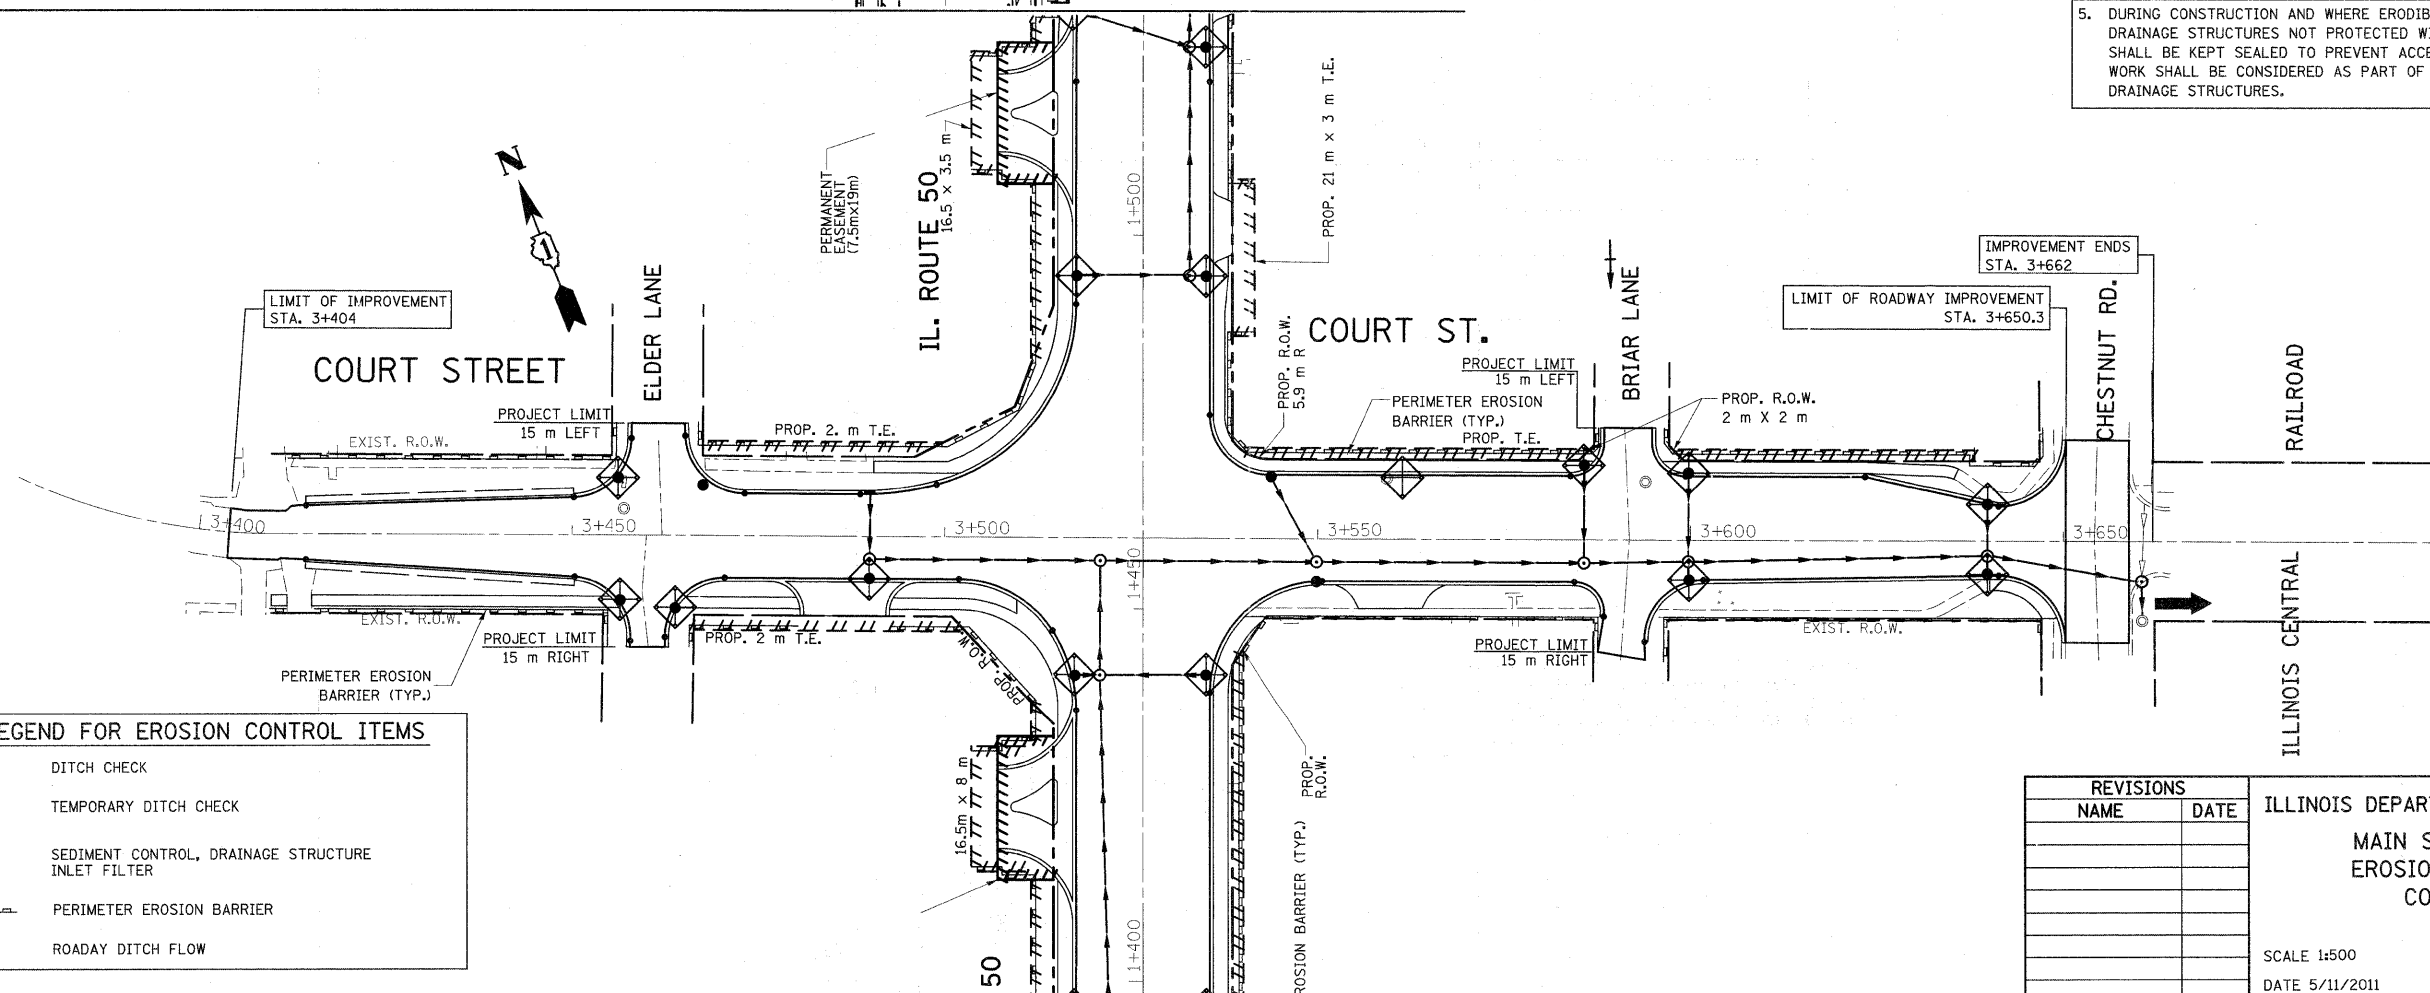 5. DURING CONSTRUCTION AND WHERE ERODIB
DRAINAGE STRUCTURES NOT PROTECTED WI
SHALL BE KEPT SEALED TO PREVENT ACCE
WORK SHALL BE CONSIDERED AS PART OF
DRAINAGE STRUCTURES.
N
1
PERMANENT
EASEMENT
(7.5mx19m)
IL. ROUTE 50
16.5 x 3.5 m
1+500
PROP. 21 m x 3 m T.E.
IMPROVEMENT ENDS
STA. 3+662
LIMIT OF ROADWAY IMPROVEMENT
STA. 3+650.3
LIMIT OF IMPROVEMENT
STA. 3+404
COURT STREET
ELDER LANE
COURT ST.
BRIAR LANE
CHESTNUT RD.
RAILROAD
ILLINOIS CENTRAL
PROP. R.O.W.
5.9 m R
PROJECT LIMIT
15 m LEFT
PROJECT LIMIT
15 m LEFT
PERIMETER EROSION
BARRIER (TYP.)
PROP. T.E.
PROP. R.O.W.
2 m X 2 m
EXIST. R.O.W.
PROP. 2. m T.E.
3+400
3+450
3+500
3+550
3+600
3+650
1+450
EXIST. R.O.W.
PROJECT LIMIT
15 m RIGHT
PROP. 2 m T.E.
PROP. R.O.W.
PROJECT LIMIT
15 m RIGHT
EXIST. R.O.W.
PERIMETER EROSION
BARRIER (TYP.)
EGEND FOR EROSION CONTROL ITEMS
DITCH CHECK
TEMPORARY DITCH CHECK
SEDIMENT CONTROL, DRAINAGE STRUCTURE
INLET FILTER
PERIMETER EROSION BARRIER
ROADAY DITCH FLOW
16.5m x 8 m
PROP.
R.O.W.
ROSION BARRIER (TYP.)
1+400
50
REVISIONS
NAME DATE
ILLINOIS DEPAR
MAIN S
EROSIO
CO
SCALE 1:500
DATE 5/11/2011